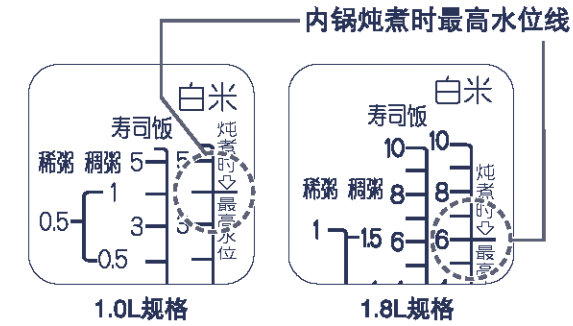 内锅炖煮时最高水位线
白米
寿司饭
稀粥 稠粥 5 5
炖煮时⇩最高水位
1
0.5 3 3
0.5
1.0L规格
白米
寿司饭
10 10
稀粥 稠粥 8 8
炖煮时⇩最高
1 1.5 6 6
1.8L规格